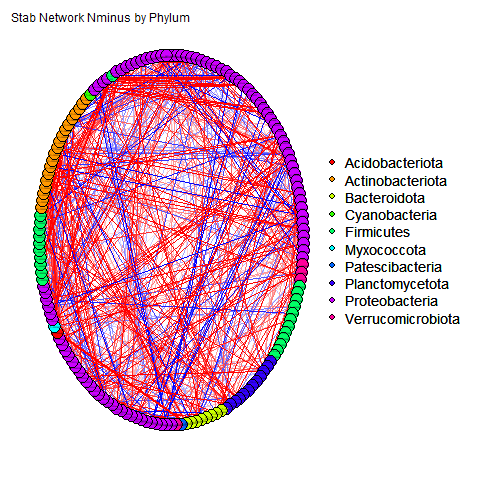 Stab Network Nminus by Phylum
Acidobacteriota
Actinobacteriota
Bacteroidota
Cyanobacteria
Firmicutes
Myxococcota
Patescibacteria
Planctomycetota
Proteobacteria
Verrucomicrobiota